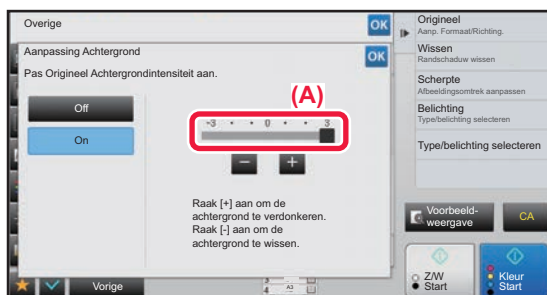 Overige
OK
Aanpassing Achtergrond
OK
Pas Origineel Achtergrondintensiteit aan.
(A)
Off
On
-3 • • 0 • • 3
− +
Raak [+] aan om de
achtergrond te verdonkeren.
Raak [-] aan om de
achtergrond te wissen.
Vorige
3
4
A3
Origineel
Aanp. Formaat/Richting.
Wissen
Randschaduw wissen
Scherpte
Afbeeldingsomtrek aanpassen
Belichting
Type/belichting selecteren
Type/belichting selecteren
Voorbeeld-
weergave
CA
Z/W
Start
Kleur
Start